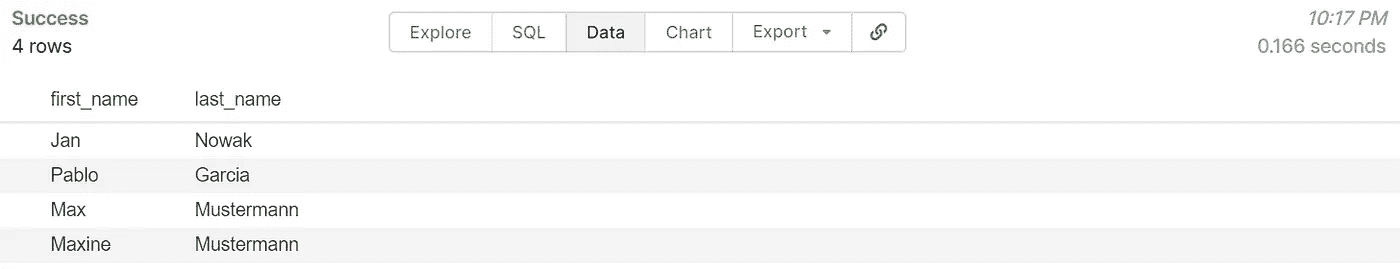 Success
4 rows
Explore SQL Data Chart Export
10:17 PM
0.166 seconds
first_name last_name
Jan Nowak
Pablo Garcia
Max Mustermann
Maxine Mustermann